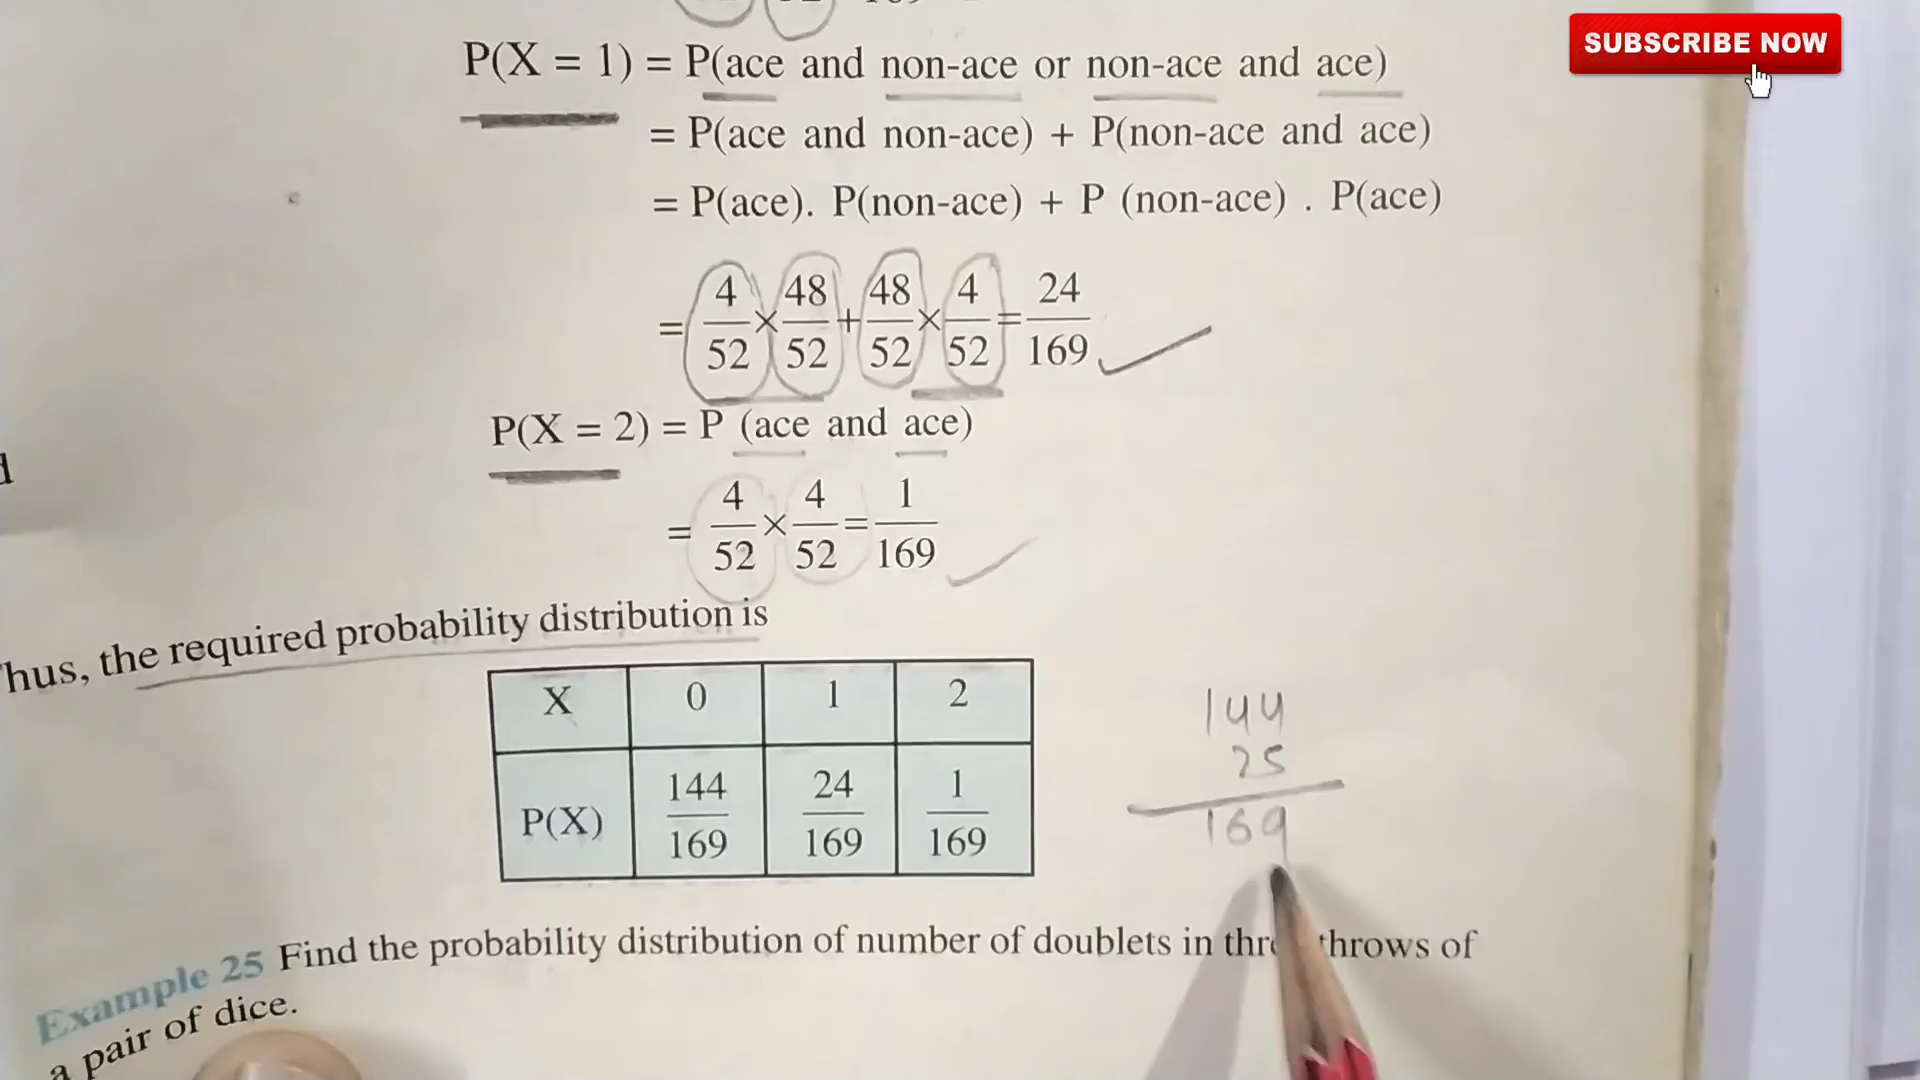 SUBSCRIBE NOW
P(X = 1) = P(ace and non-ace or non-ace and ace)
= P(ace and non-ace) + P(non-ace and ace)
= P(ace). P(non-ace) + P (non-ace) . P(ace)
= 4/52 × 48/52 + 48/52 × 4/52 = 24/169
P(X = 2) = P (ace and ace)
= 4/52 × 4/52 = 1/169
hus, the required probability distribution is
X 0 1 2
P(X) 144/169 24/169 1/169
144
25
169
Example 25 Find the probability distribution of number of doublets in throws of
a pair of dice.